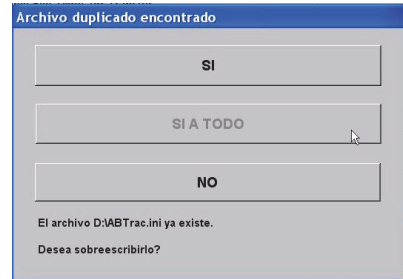 Archivo duplicado encontrado
SI
SI A TODO
NO
El archivo D:\ABTrac.ini ya existe.
Desea sobreescribirlo?